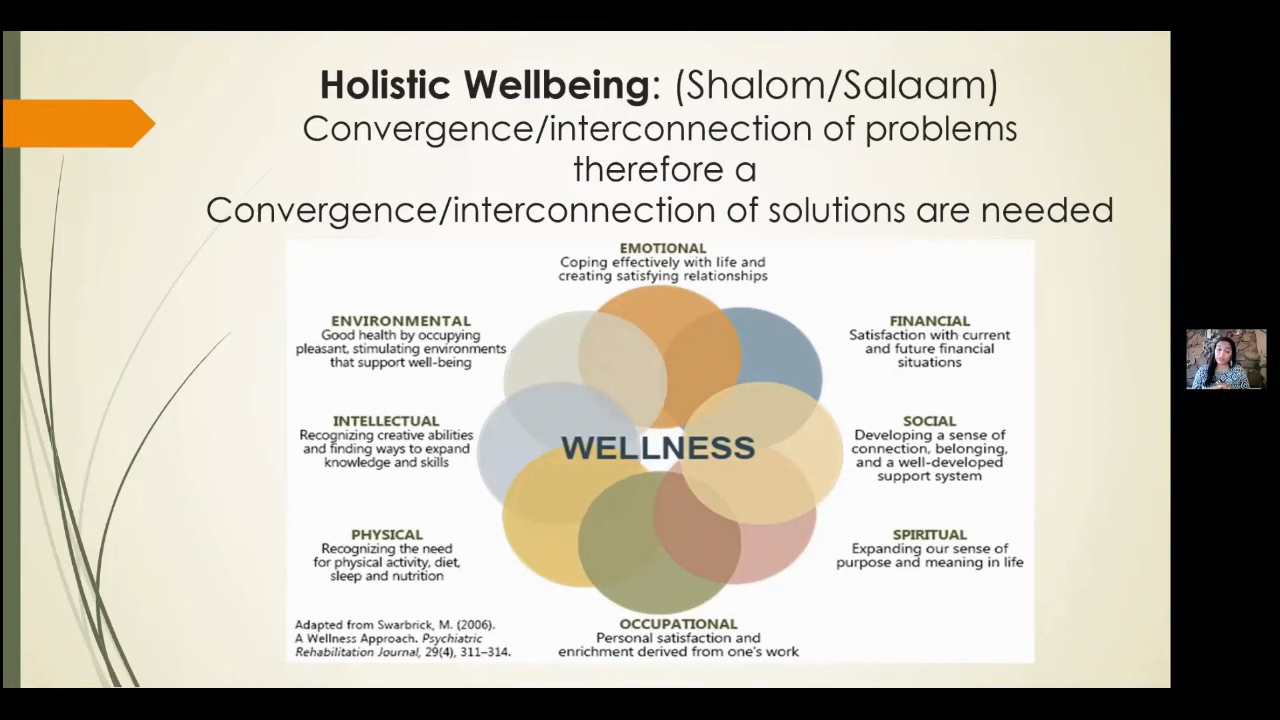 Holistic Wellbeing: (Shalom/Salaam)
Convergence/interconnection of problems
therefore a
Convergence/interconnection of solutions are needed
EMOTIONAL
Coping effectively with life and
creating satisfying relationships
ENVIRONMENTAL
Good health by occupying
pleasant, stimulating environments
that support well-being
FINANCIAL
Satisfaction with current
and future financial
situations
INTELLECTUAL
Recognizing creative abilities
and finding ways to expand
knowledge and skills
WELLNESS
SOCIAL
Developing a sense of
connection, belonging,
and a well-developed
support system
PHYSICAL
Recognizing the need
for physical activity, diet,
sleep and nutrition
SPIRITUAL
Expanding our sense of
purpose and meaning in life
OCCUPATIONAL
Personal satisfaction and
enrichment derived from one's work
Adapted from Swarbrick, M. (2006).
A Wellness Approach. Psychiatric
Rehabilitation Journal, 29(4), 311–314.